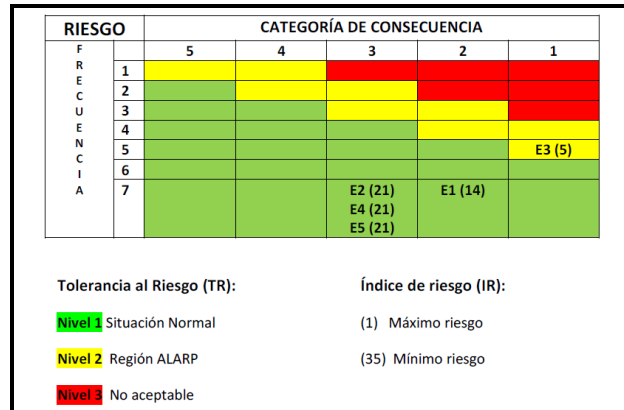 RIESGO CATEGORÍA DE CONSECUENCIA
FRECUENCIA 5 4 3 2 1
1
2
3
4
5 E3 (5)
6
7 E2 (21) E1 (14)
E4 (21)
E5 (21)
Tolerancia al Riesgo (TR): Índice de riesgo (IR):
Nivel 1 Situación Normal (1) Máximo riesgo
Nivel 2 Región ALARP (35) Mínimo riesgo
Nivel 3 No aceptable